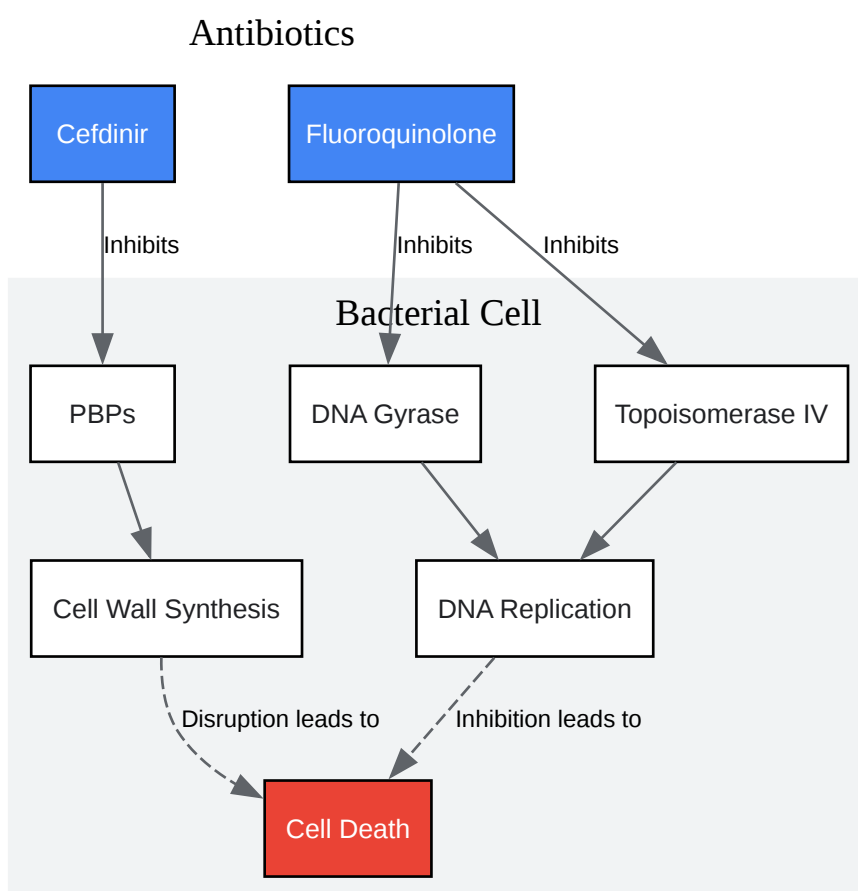 Antibiotics
Cefdinir
Fluoroquinolone
Inhibits
Inhibits
Inhibits
Bacterial Cell
PBPs
DNA Gyrase
Topoisomerase IV
Cell Wall Synthesis
DNA Replication
Disruption leads to
Inhibition leads to
Cell Death